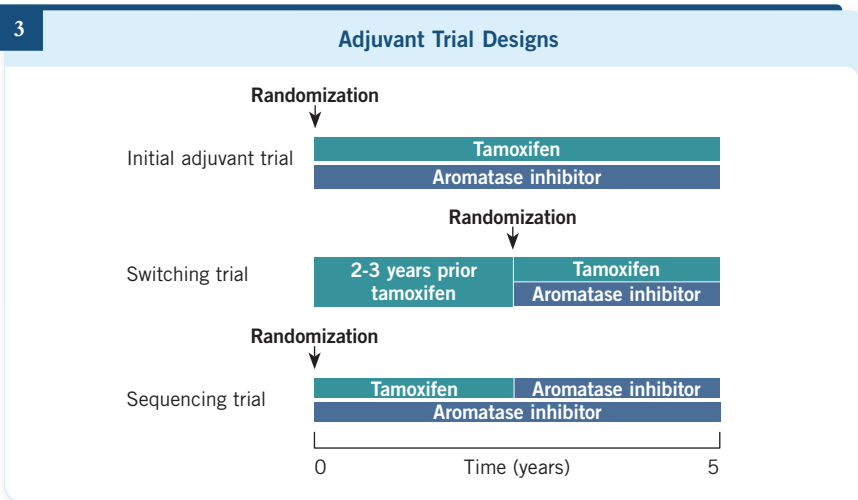 3
Adjuvant Trial Designs
Randomization
Initial adjuvant trial
Tamoxifen
Aromatase inhibitor
Randomization
Switching trial
2-3 years prior
tamoxifen
Tamoxifen
Aromatase inhibitor
Randomization
Sequencing trial
Tamoxifen
Aromatase inhibitor
Aromatase inhibitor
0
Time (years)
5